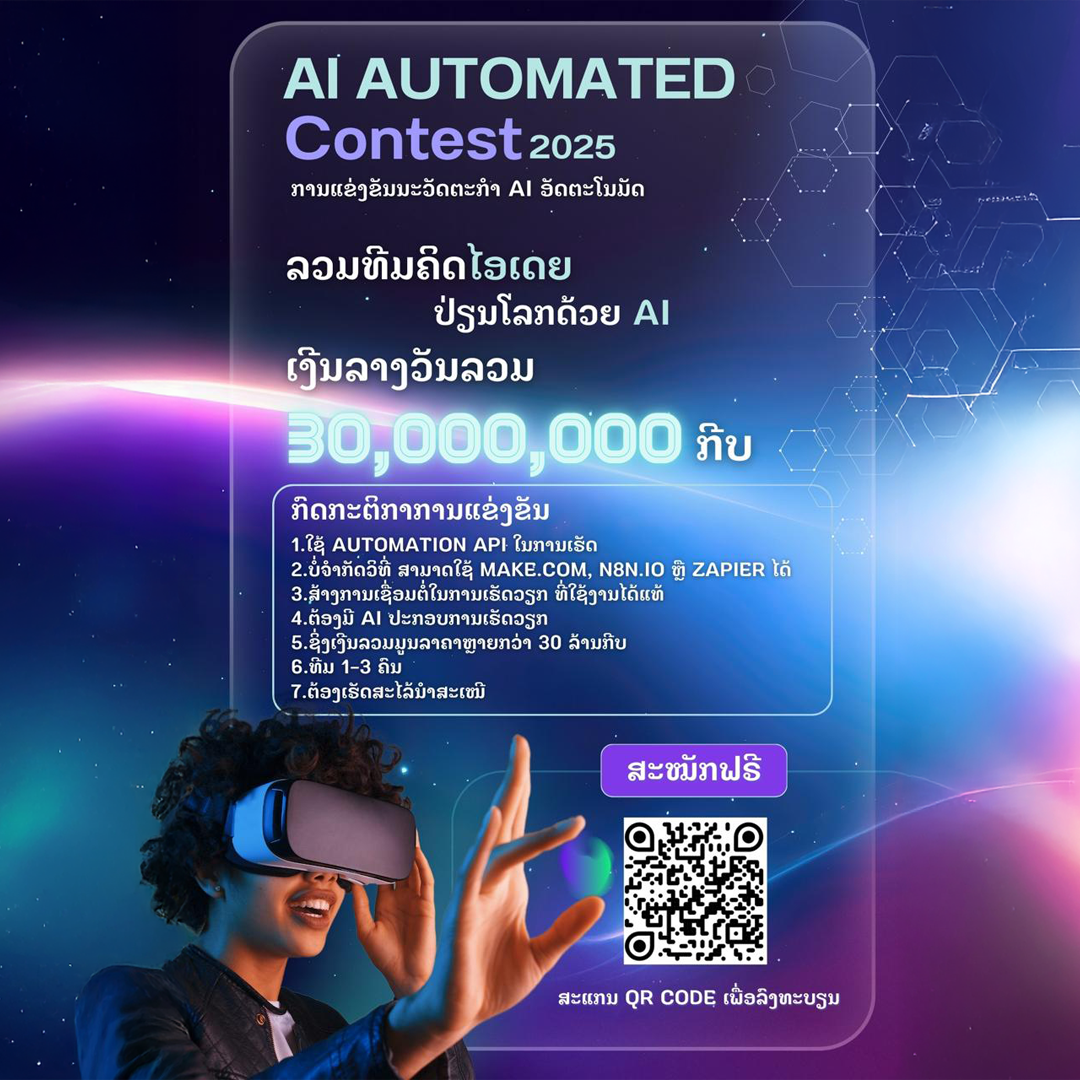 AI AUTOMATED
Contest 2025
ການແຂ່ງຂັນນະວັດຕະກຳ AI ອັດຕະໂນມັດ
ລວມທີມຄິດໄອເດຍ
ປ່ຽນໂລກດ້ວຍ AI
ເງິນລາງວັນລວມ
30,000,000 ກີບ
ກົດກະຕິກາການແຂ່ງຂັນ
1.ໃຊ້ AUTOMATION API ໃນການເຮັດ
2.ບໍ່ຈຳກັດວິທີ່ ສາມາດໃຊ້ MAKE.COM, N8N.IO ຫຼື ZAPIER ໄດ້
3.ສ້າງການເຊື່ອມຕໍ່ໃນການເຮັດວຽກ ທີ່ໃຊ້ງານໄດ້ແທ້
4.ຕ້ອງມີ AI ປະກອບການເຮັດວຽກ
5.ຊິ່ງເງິນລວມມູນລາຄາຫຼາຍກວ່າ 30 ລ້ານກີບ
6.ທີມ 1-3 ຄົນ
7.ຕ້ອງເຮັດສະໄລ້ນຳສະເໜີ
ສະໝັກຟຣີ
ສະແກນ QR CODE ເພື່ອລົງທະບຽນ